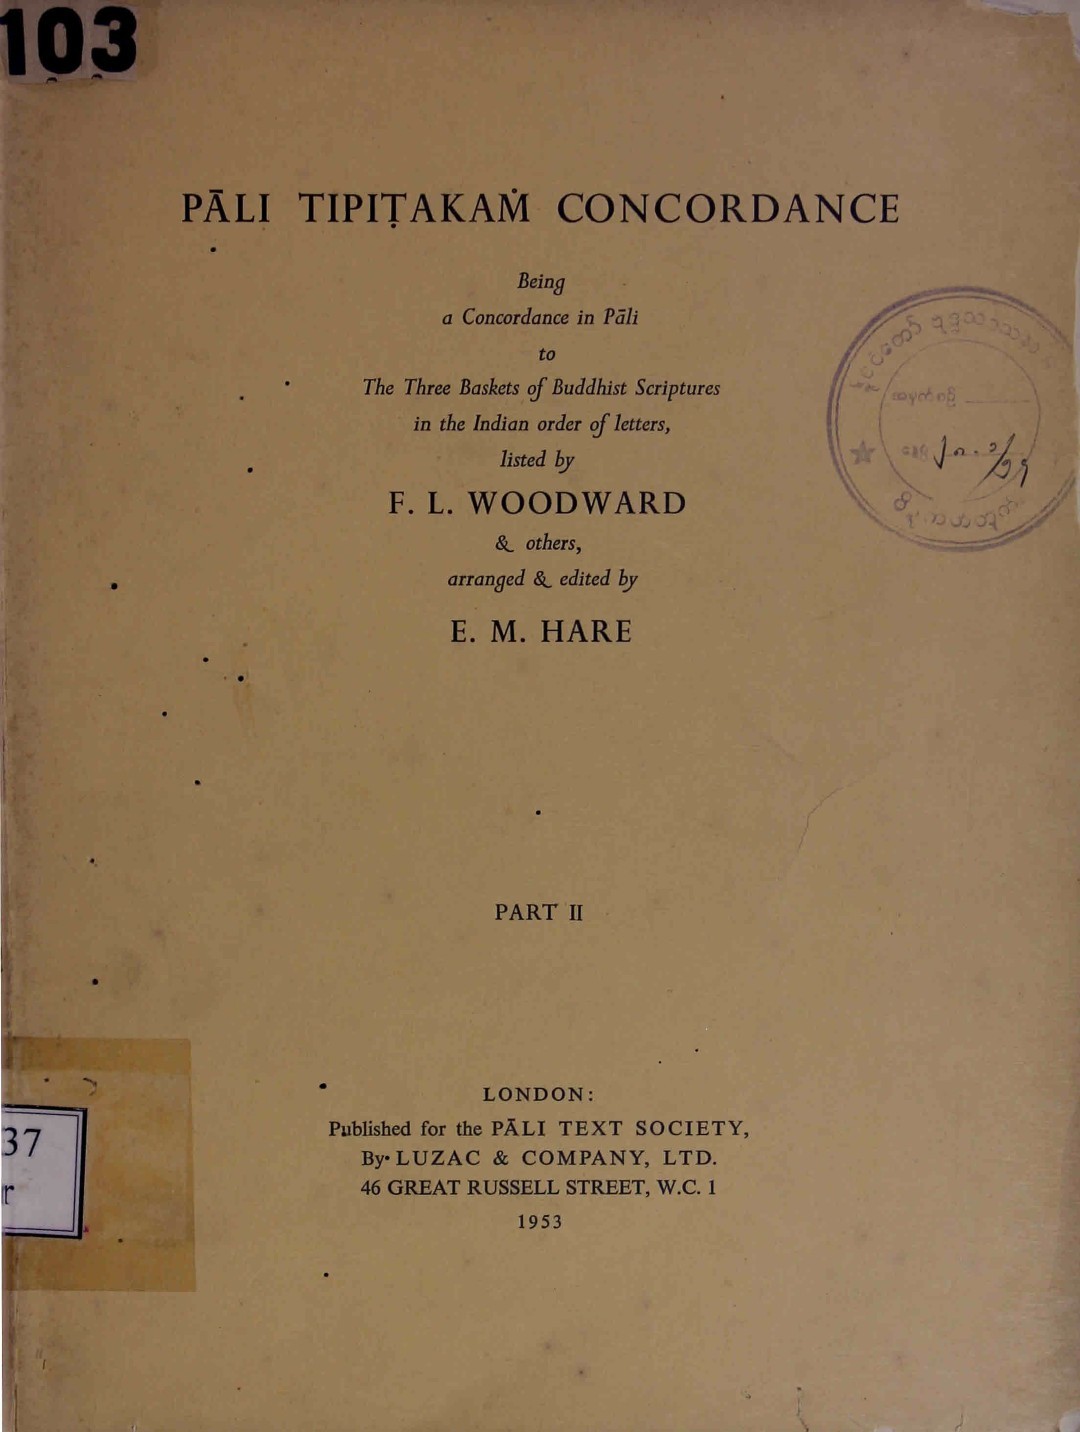 103
PĀLI TIPIṬAKAṀ CONCORDANCE
Being
a Concordance in Pāli
to
The Three Baskets of Buddhist Scriptures
in the Indian order of letters,
listed by
F. L. WOODWARD
& others,
arranged & edited by
E. M. HARE
PART II
37
r
LONDON:
Published for the PĀLI TEXT SOCIETY,
By LUZAC & COMPANY, LTD.
46 GREAT RUSSELL STREET, W.C. 1
1953